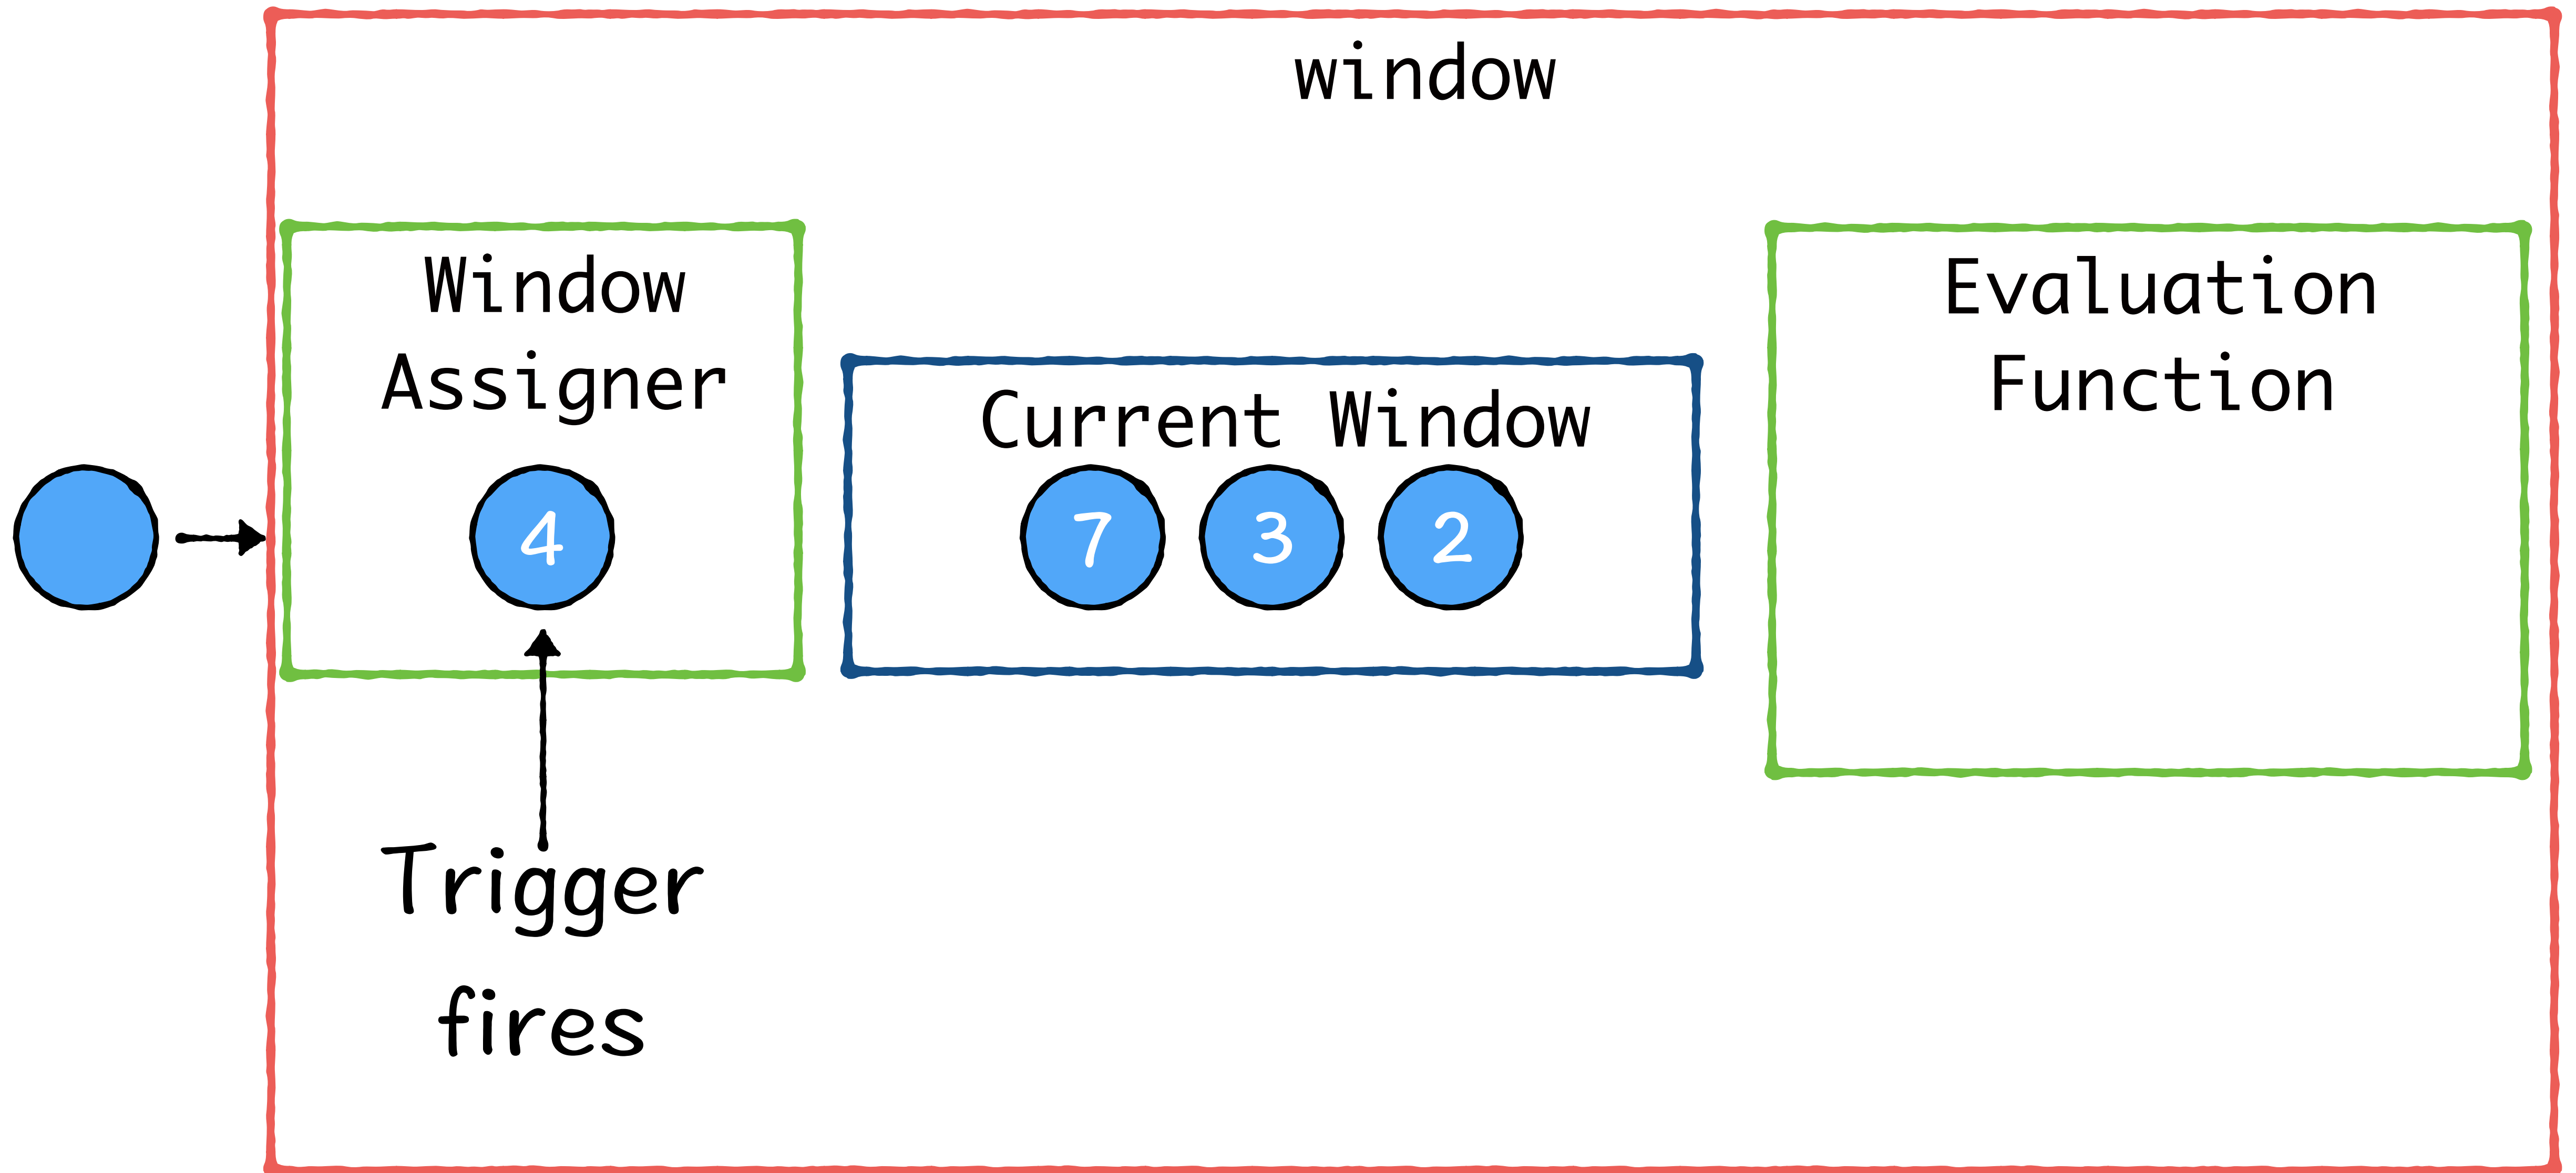 window
Window
Assigner
4
Current Window
7 3 2
Evaluation
Function
Trigger
fires